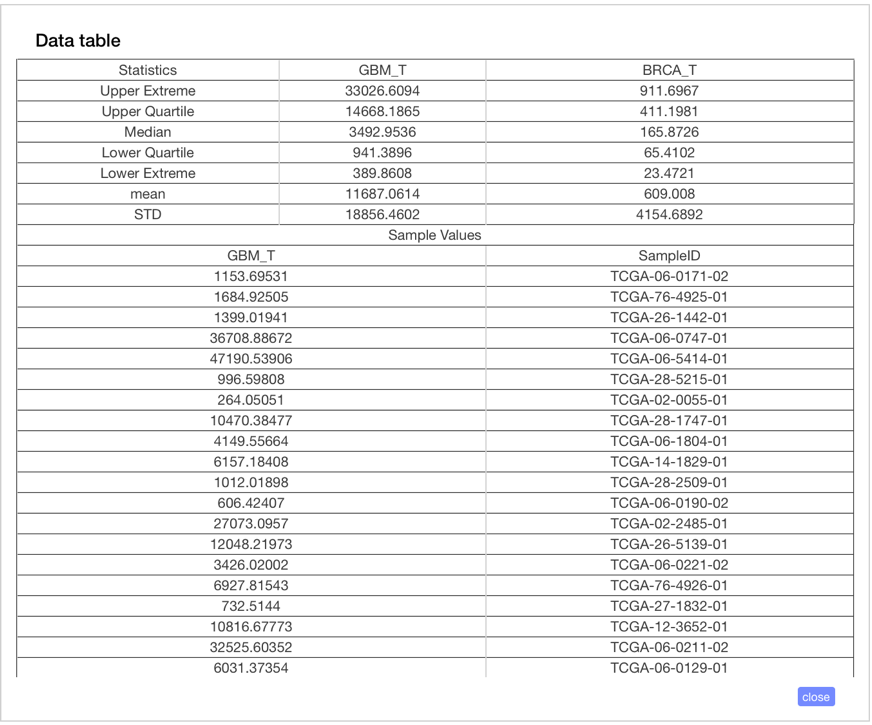 Data table
Statistics GBM_T BRCA_T
Upper Extreme 33026.6094 911.6967
Upper Quartile 14668.1865 411.1981
Median 3492.9536 165.8726
Lower Quartile 941.3896 65.4102
Lower Extreme 389.8608 23.4721
mean 11687.0614 609.008
STD 18856.4602 4154.6892
Sample Values
GBM_T SampleID
1153.69531 TCGA-06-0171-02
1684.92505 TCGA-76-4925-01
1399.01941 TCGA-26-1442-01
36708.88672 TCGA-06-0747-01
47190.53906 TCGA-06-5414-01
996.59808 TCGA-28-5215-01
264.05051 TCGA-02-0055-01
10470.38477 TCGA-28-1747-01
4149.55664 TCGA-06-1804-01
6157.18408 TCGA-14-1829-01
1012.01898 TCGA-28-2509-01
606.42407 TCGA-06-0190-02
27073.0957 TCGA-02-2485-01
12048.21973 TCGA-26-5139-01
3426.02002 TCGA-06-0221-02
6927.81543 TCGA-76-4926-01
732.5144 TCGA-27-1832-01
10816.67773 TCGA-12-3652-01
32525.60352 TCGA-06-0211-02
6031.37354 TCGA-06-0129-01
close